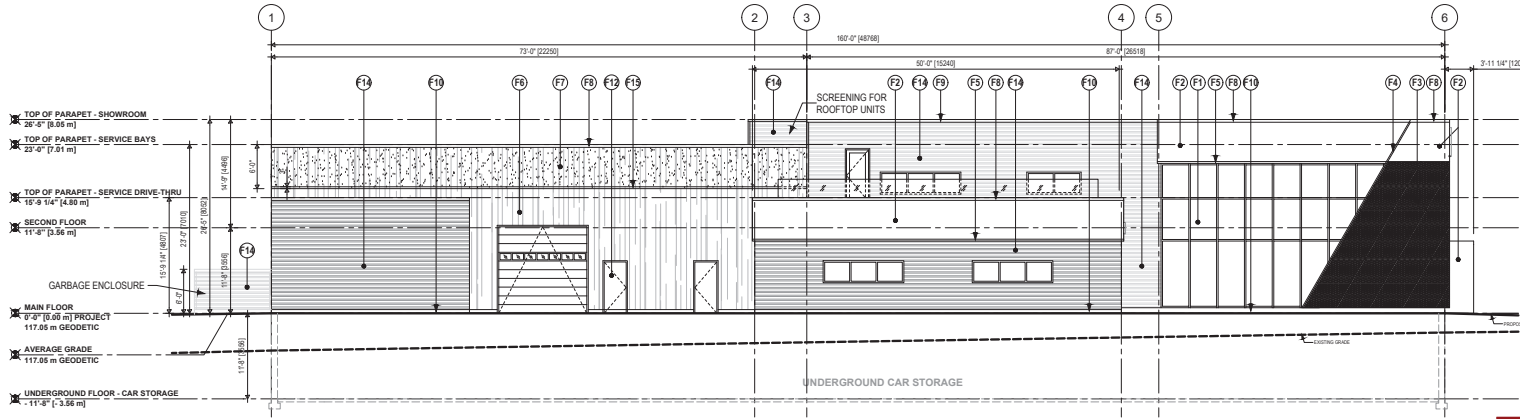 1 2 3 4 5 6
160'-0" [48768]
73'-0" [22250] 87'-0" [26518]
50'-0" [15240] 3'-11 1/4" [120
F14 F10 F6 F7 F8 F12 F15 F14 F2 F14 F9 F5 F8 F14 F10 F14 F2 F1 F5 F8 F10 F4 F3 F8 F2
SCREENING FOR
ROOFTOP UNITS
TOP OF PARAPET - SHOWROOM
26'-5" [8.05 m]
TOP OF PARAPET - SERVICE BAYS
23'-0" [7.01 m]
TOP OF PARAPET - SERVICE DRIVE-THRU
15'-9 1/4" [4.80 m]
SECOND FLOOR
11'-8" [3.56 m]
15'-9 1/4" [4807]
23'-0" [7010]
26'-5" [8052]
14'-9" [4496]
11'-8" [3556]
6'-0"
6'-0"
F14
GARBAGE ENCLOSURE
MAIN FLOOR
0'-0" [0.00 m] PROJECT
117.05 m GEODETIC
AVERAGE GRADE
117.05 m GEODETIC
11'-8" [3556]
UNDERGROUND FLOOR - CAR STORAGE
- 11'-8" [- 3.56 m]
UNDERGROUND CAR STORAGE
EXISTING GRADE
PROPOS